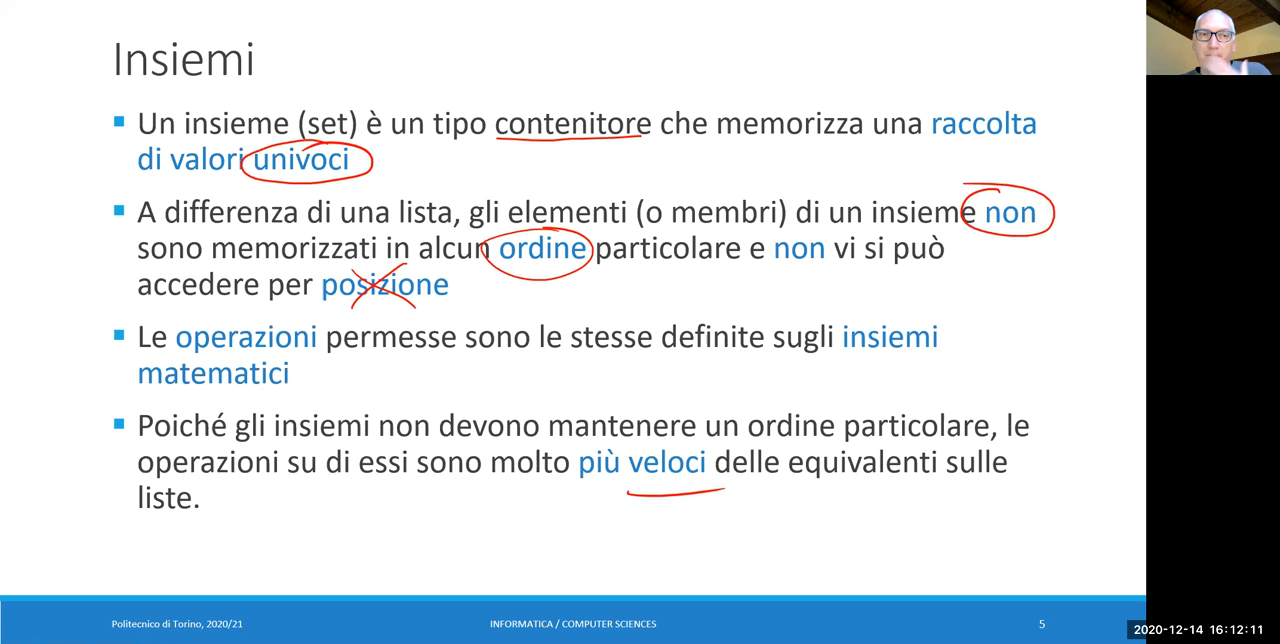 Insiemi
Un insieme (set) è un tipo contenitore che memorizza una raccolta
di valori univoci
A differenza di una lista, gli elementi (o membri) di un insieme non
sono memorizzati in alcun ordine particolare e non vi si può
accedere per posizione
Le operazioni permesse sono le stesse definite sugli insiemi
matematici
Poiché gli insiemi non devono mantenere un ordine particolare, le
operazioni su di essi sono molto più veloci delle equivalenti sulle
liste.
Politecnico di Torino, 2020/21
INFORMATICA / COMPUTER SCIENCES
5
2020-12-14 16:12:11